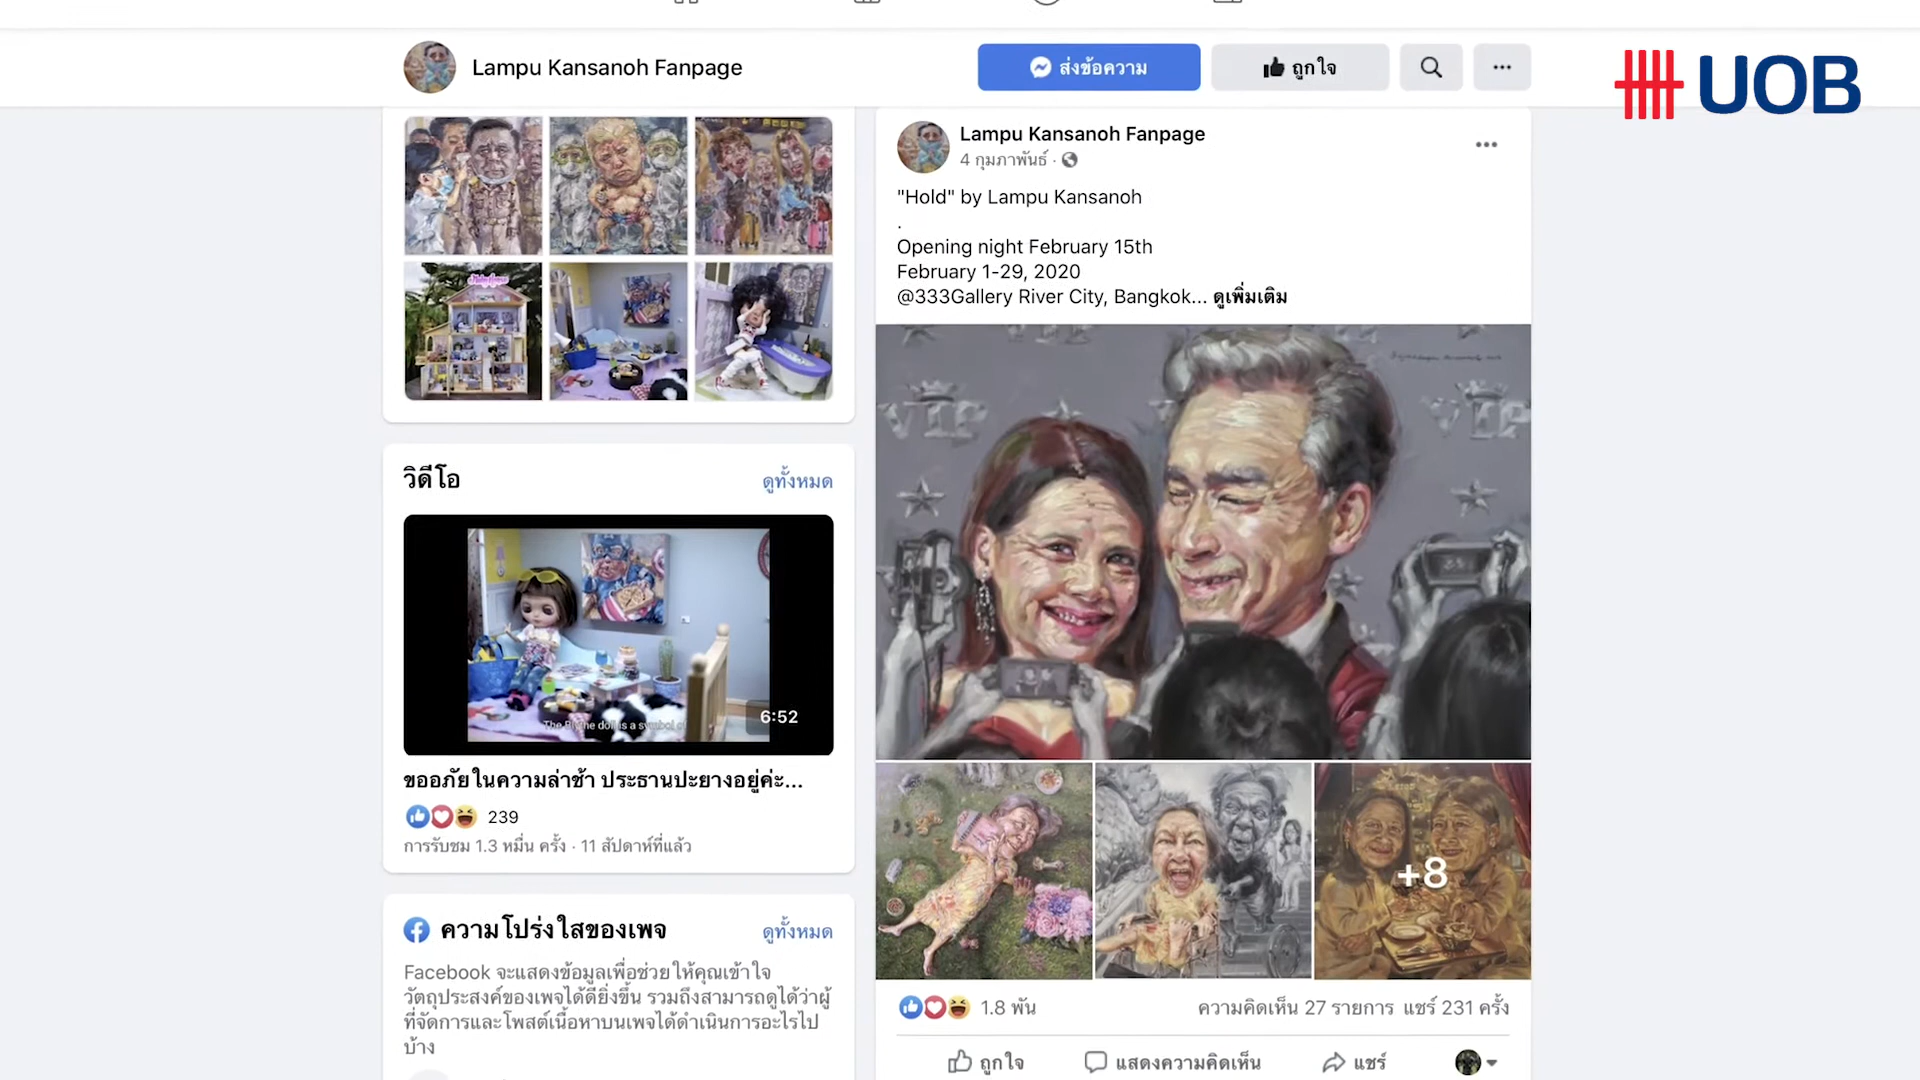 Lampu Kansanoh Fanpage
ส่งข้อความ
ถูกใจ
UOB
วิดีโอ
ดูทั้งหมด
The Blythe doll is a symbol of
6:52
ขออภัยในความล่าช้า ประธานปะยางอยู่ค่ะ...
239
การรับชม 1.3 หมื่น ครั้ง · 11 สัปดาห์ที่แล้ว
ความโปร่งใสของเพจ
ดูทั้งหมด
Facebook จะแสดงข้อมูลเพื่อช่วยให้คุณเข้าใจ
วัตถุประสงค์ของเพจได้ดียิ่งขึ้น รวมถึงสามารถดูได้ว่าผู้
ที่จัดการและโพสต์เนื้อหาบนเพจได้ดำเนินการอะไรไป
บ้าง
Lampu Kansanoh Fanpage
4 กุมภาพันธ์ ·
"Hold" by Lampu Kansanoh
.
Opening night February 15th
February 1-29, 2020
@333Gallery River City, Bangkok... ดูเพิ่มเติม
VIP
VIP
+8
1.8 พัน
ความคิดเห็น 27 รายการ แชร์ 231 ครั้ง
ถูกใจ
แสดงความคิดเห็น
แชร์